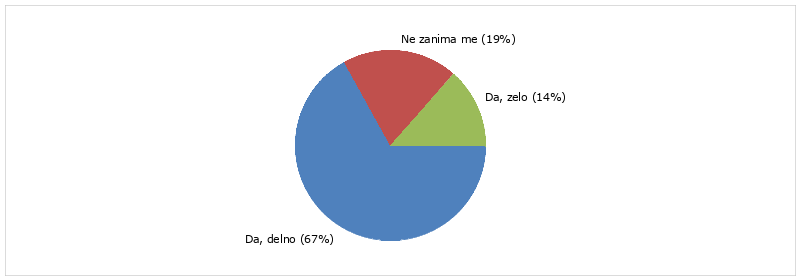 Ne zanima me (19%)
Da, zelo (14%)
Da, delno (67%)